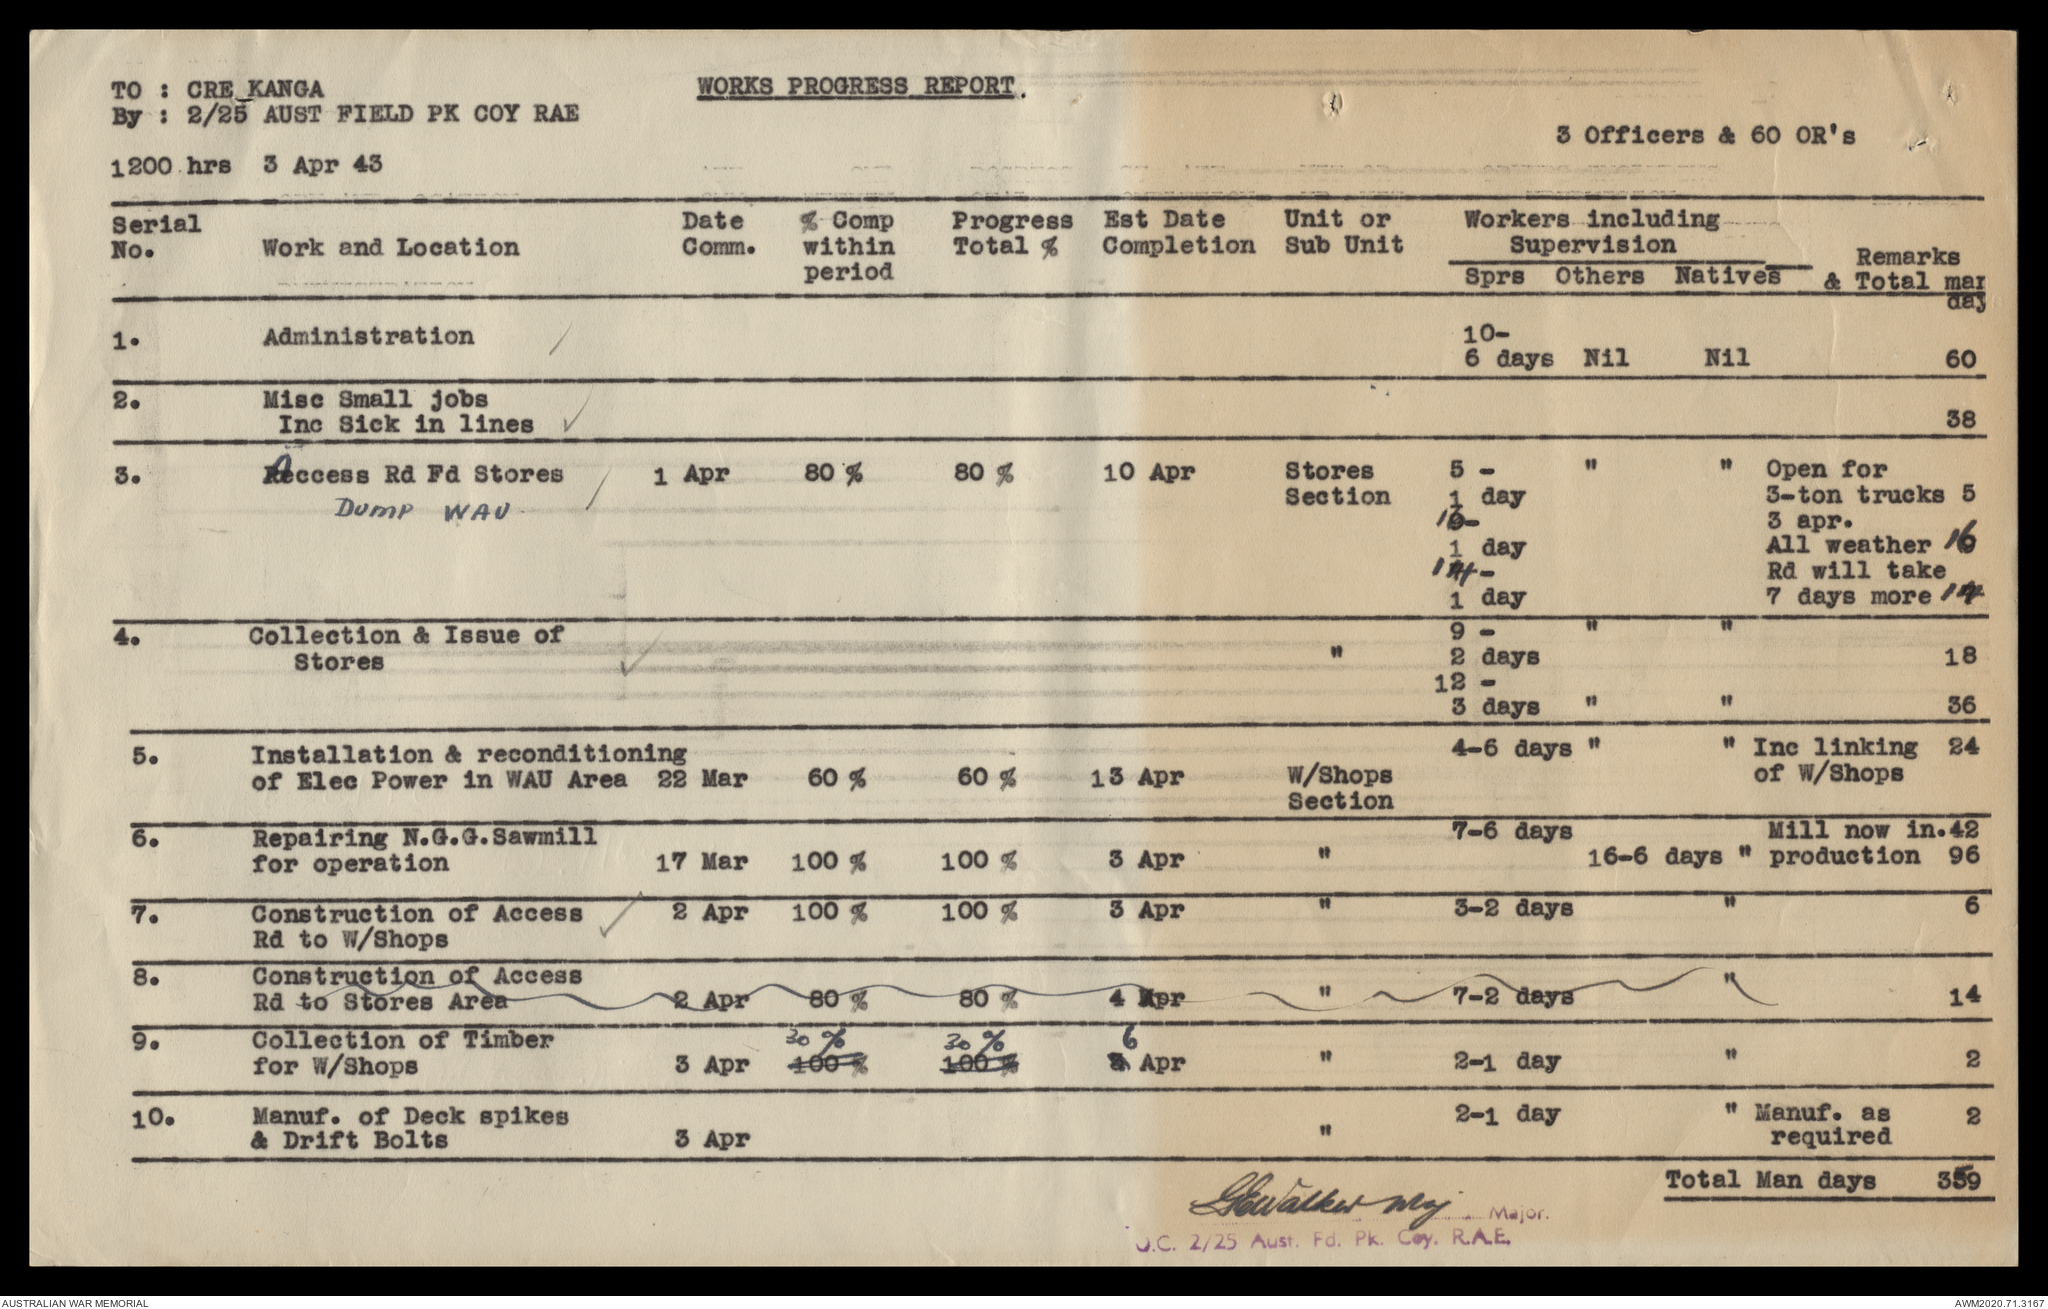 TO : CRE KANGA
WORKS PROGRESS REPORT.
By : 2/25 AUST FIELD PK COY RAE
3 Officers & 60 OR's
1200 hrs 3 Apr 43
Serial No. Work and Location Date Comm. % Comp within period Progress Total % Est Date Completion Unit or Sub Unit Workers including Supervision Sprs Others Natives Remarks & Total man day
1. Administration 10-
6 days Nil Nil 60
2. Misc Small jobs
Inc Sick in lines 38
3. Access Rd Fd Stores 1 Apr 80 % 80 % 10 Apr Stores 5 - " " Open for
DUMP WAU Section 1 day 3-ton trucks 5
16- 3 apr.
1 day All weather 16
14- Rd will take
1 day 7 days more 14
4. Collection & Issue of 9 - " "
Stores " 2 days 18
12 -
3 days " " 36
5. Installation & reconditioning 4-6 days " " Inc linking 24
of Elec Power in WAU Area 22 Mar 60 % 60 % 13 Apr W/Shops of W/Shops
Section
6. Repairing N.G.G.Sawmill 7-6 days Mill now in.42
for operation 17 Mar 100 % 100 % 3 Apr " 16-6 days " production 96
7. Construction of Access 2 Apr 100 % 100 % 3 Apr " 3-2 days " 6
Rd to W/Shops
8. Construction of Access "
Rd to Stores Area 2 Apr 80 % 80 % 4 Apr " 7-2 days 14
9. Collection of Timber 30 % 30 % 6
for W/Shops 3 Apr 100 % 100 % Apr " 2-1 day " 2
10. Manuf. of Deck spikes 2-1 day " Manuf. as 2
& Drift Bolts 3 Apr " required
Total Man days 359
GEWalker Maj Major.
O.C. 2/25 Aust. Fd. Pk. Coy. R.A.E.
AUSTRALIAN WAR MEMORIAL
AWM2020.71.3167